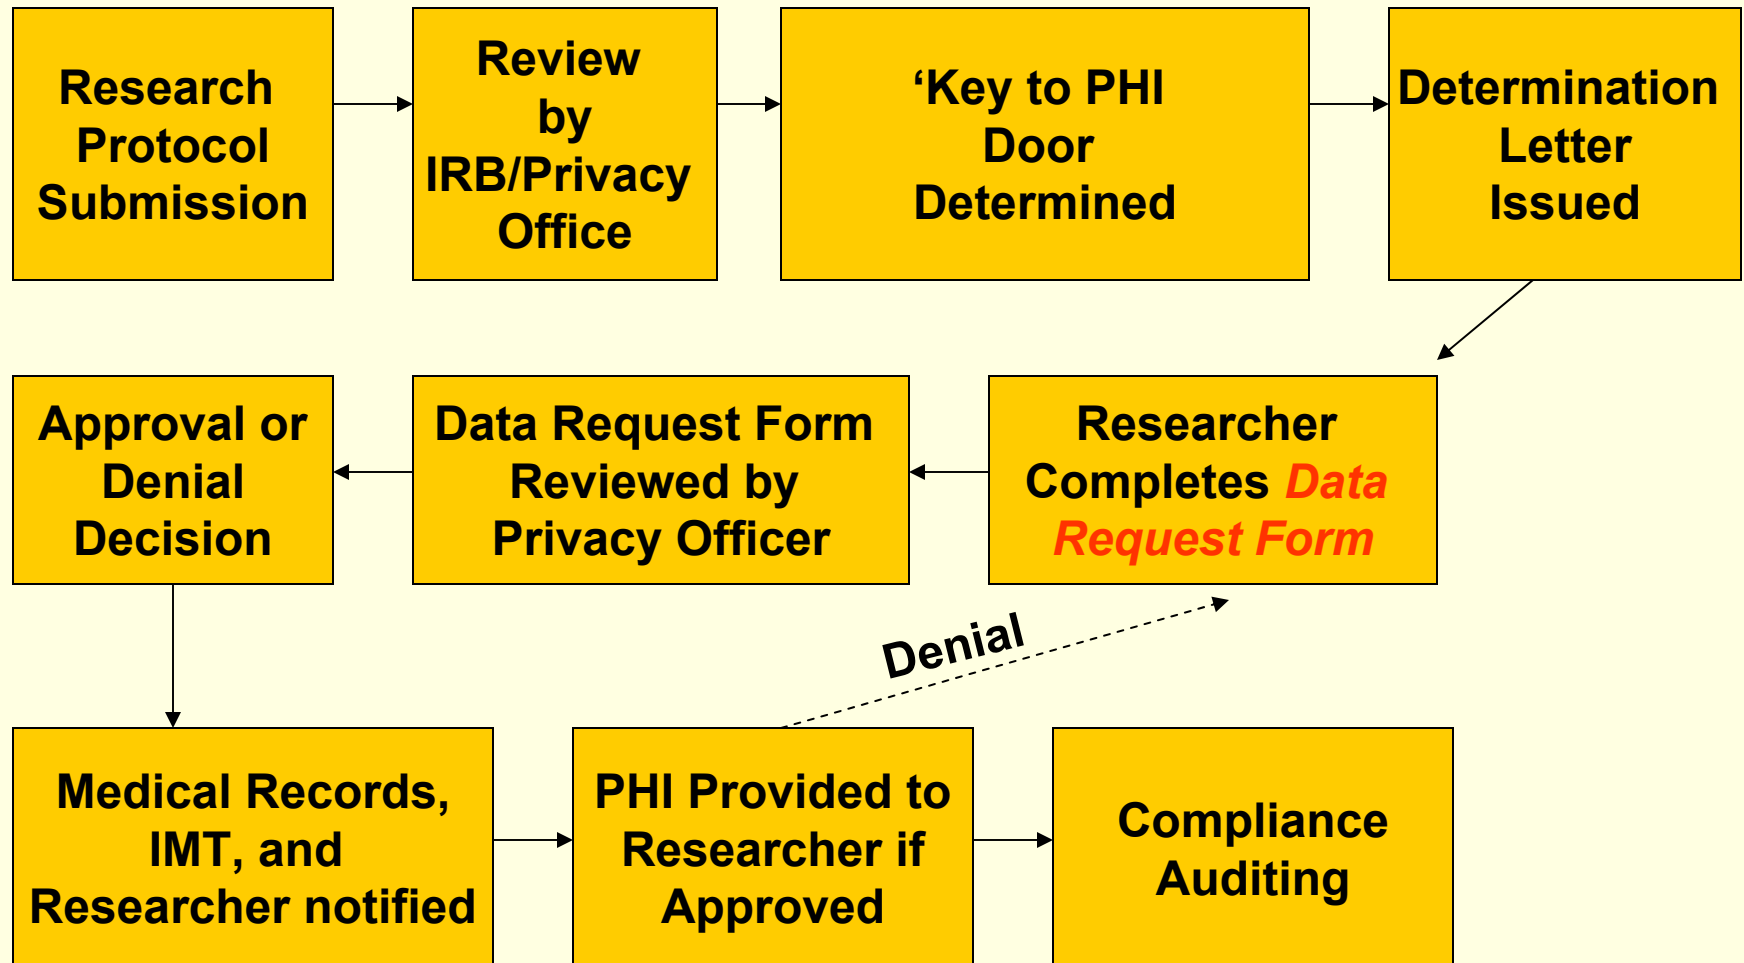 Research
Protocol
Submission
Review
by
IRB/Privacy
Office
‘Key to PHI
Door
Determined
Determination
Letter
Issued
Approval or
Denial
Decision
Data Request Form
Reviewed by
Privacy Officer
Researcher
Completes Data
Request Form
Denial
Medical Records,
IMT, and
Researcher notified
PHI Provided to
Researcher if
Approved
Compliance
Auditing